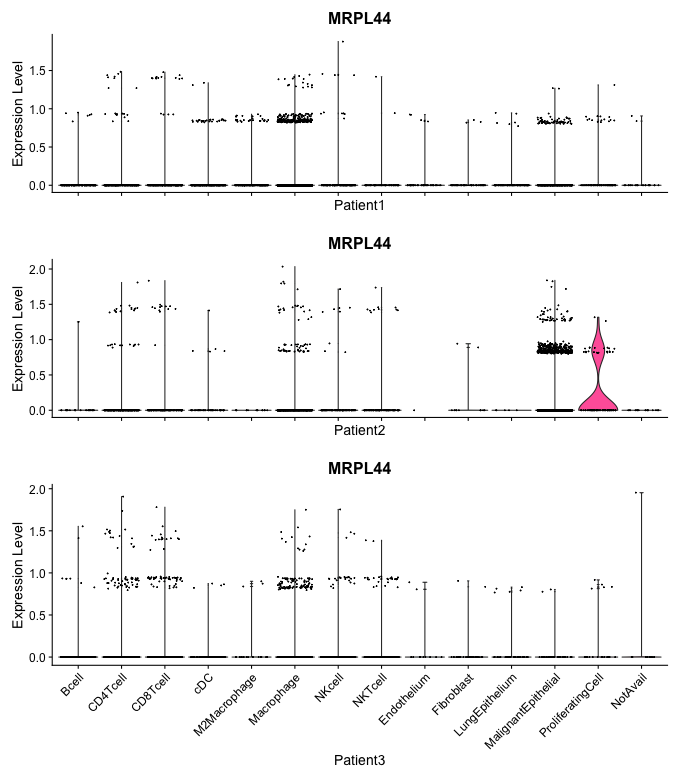 MRPL44
Expression Level
1.5
1.0
0.5
0.0
Patient1
MRPL44
Expression Level
2.0
1.5
1.0
0.5
0.0
Patient2
MRPL44
Expression Level
2.0
1.5
1.0
0.5
0.0
Bcell
CD4Tcell
CD8Tcell
cDC
M2Macrophage
Macrophage
NKcell
NKTcell
Endothelium
Fibroblast
LungEpithelium
MalignantEpithelial
ProliferatingCell
NotAvail
Patient3